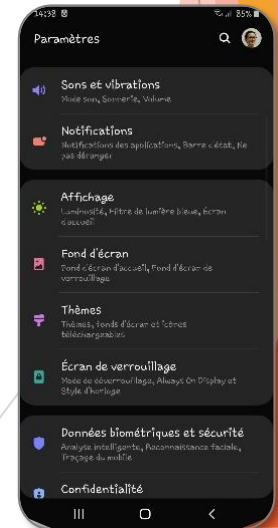 14:38 85%
Paramètres
Sons et vibrations
Mode son, Sonnerie, Volume
Notifications
Notifications des applications, Barre d'état, Ne
pas déranger
Affichage
Luminosité, Filtre de lumière bleue, Écran
d'accueil
Fond d'écran
Fond d'écran d'accueil, Fond d'écran de
verrouillage
Thèmes
Thèmes, fonds d'écran et icônes
téléchargeables
Écran de verrouillage
Mode de déverrouillage, Always On Display et
Style d'horloge
Données biométriques et sécurité
Analyse intelligente, Reconnaissance faciale,
Traçage du mobile
Confidentialité